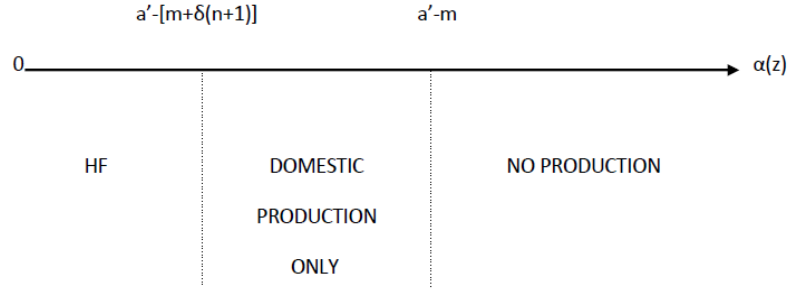 a′-[m+δ(n+1)] a′-m
0 α(z)
HF DOMESTIC NO PRODUCTION
PRODUCTION
ONLY